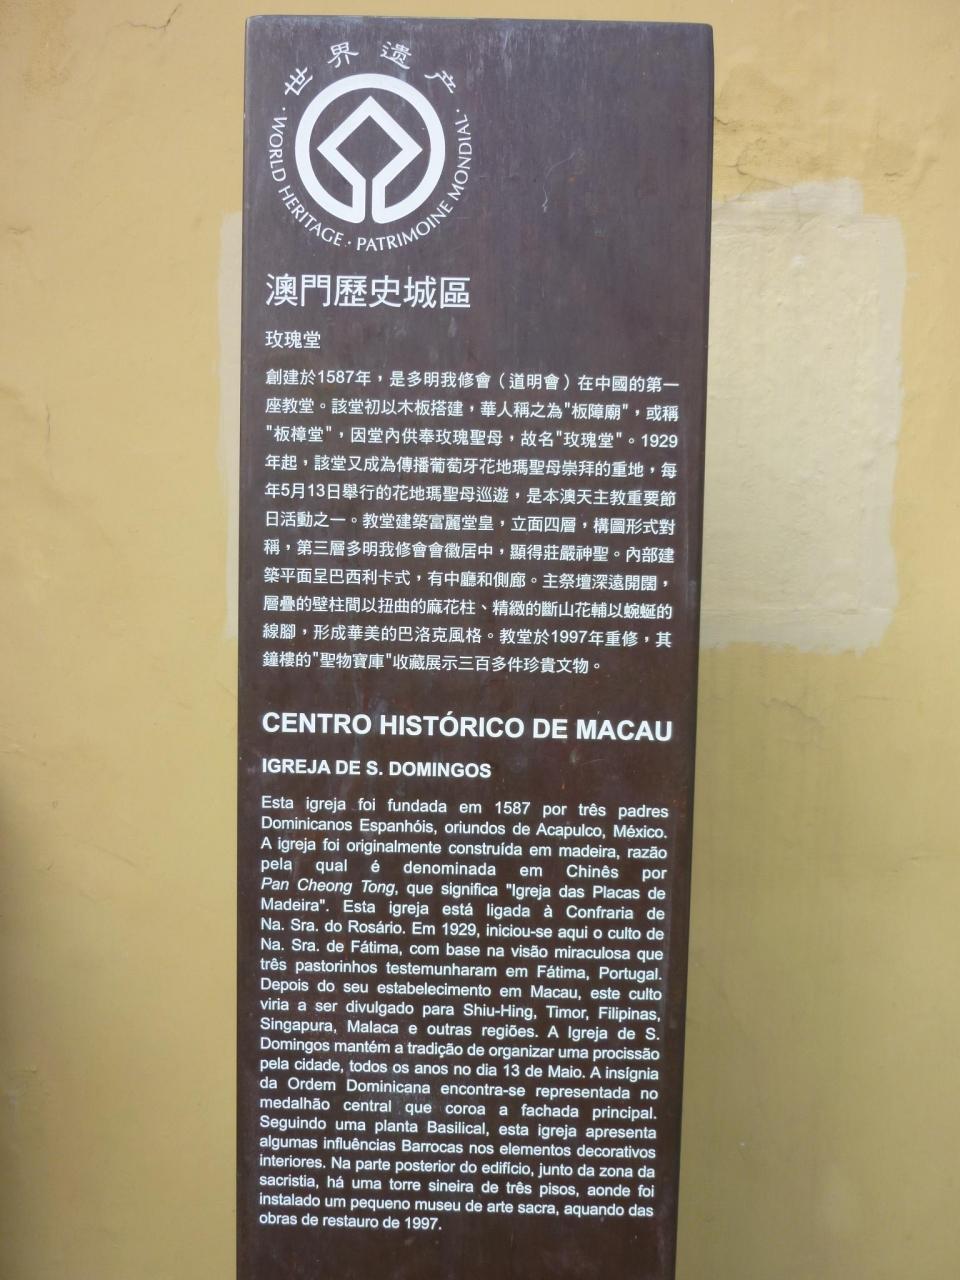 世界遗产
· WORLD HERITAGE · PATRIMOINE MONDIAL ·
澳門歷史城區
玫瑰堂
創建於1587年，是多明我修會（道明會）在中國的第一
座教堂。該堂初以木板搭建，華人稱之為"板障廟"，或稱
"板樟堂"，因堂內供奉玫瑰聖母，故名"玫瑰堂"。1929
年起，該堂又成為傳播葡萄牙花地瑪聖母崇拜的重地，每
年5月13日舉行的花地瑪聖母巡遊，是本澳天主教重要節
日活動之一。教堂建築富麗堂皇，立面四層，構圖形式對
稱，第三層多明我修會會徽居中，顯得莊嚴神聖。內部建
築平面呈巴西利卡式，有中廳和側廊。主祭壇深遠開闊，
層疊的壁柱間以扭曲的麻花柱、精緻的斷山花輔以蜿蜒的
線腳，形成華美的巴洛克風格。教堂於1997年重修，其
鐘樓的"聖物寶庫"收藏展示三百多件珍貴文物。
CENTRO HISTÓRICO DE MACAU
IGREJA DE S. DOMINGOS
Esta igreja foi fundada em 1587 por três padres
Dominicanos Espanhóis, oriundos de Acapulco, México.
A igreja foi originalmente construída em madeira, razão
pela qual é denominada em Chinês por
Pan Cheong Tong, que significa "Igreja das Placas de
Madeira". Esta igreja está ligada à Confraria de
Na. Sra. do Rosário. Em 1929, iniciou-se aqui o culto de
Na. Sra. de Fátima, com base na visão miraculosa que
três pastorinhos testemunharam em Fátima, Portugal.
Depois do seu estabelecimento em Macau, este culto
viria a ser divulgado para Shiu-Hing, Timor, Filipinas,
Singapura, Malaca e outras regiões. A Igreja de S.
Domingos mantém a tradição de organizar uma procissão
pela cidade, todos os anos no dia 13 de Maio. A insígnia
da Ordem Dominicana encontra-se representada no
medalhão central que coroa a fachada principal.
Seguindo uma planta Basilical, esta igreja apresenta
algumas influências Barrocas nos elementos decorativos
interiores. Na parte posterior do edifício, junto da zona da
sacristia, há uma torre sineira de três pisos, aonde foi
instalado um pequeno museu de arte sacra, aquando das
obras de restauro de 1997.